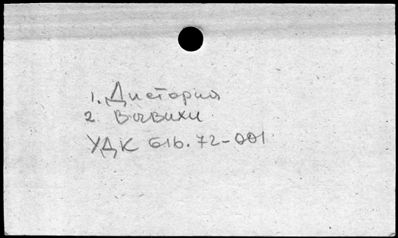 1. Дистория
2 Вывихи
УДК 616.72-001